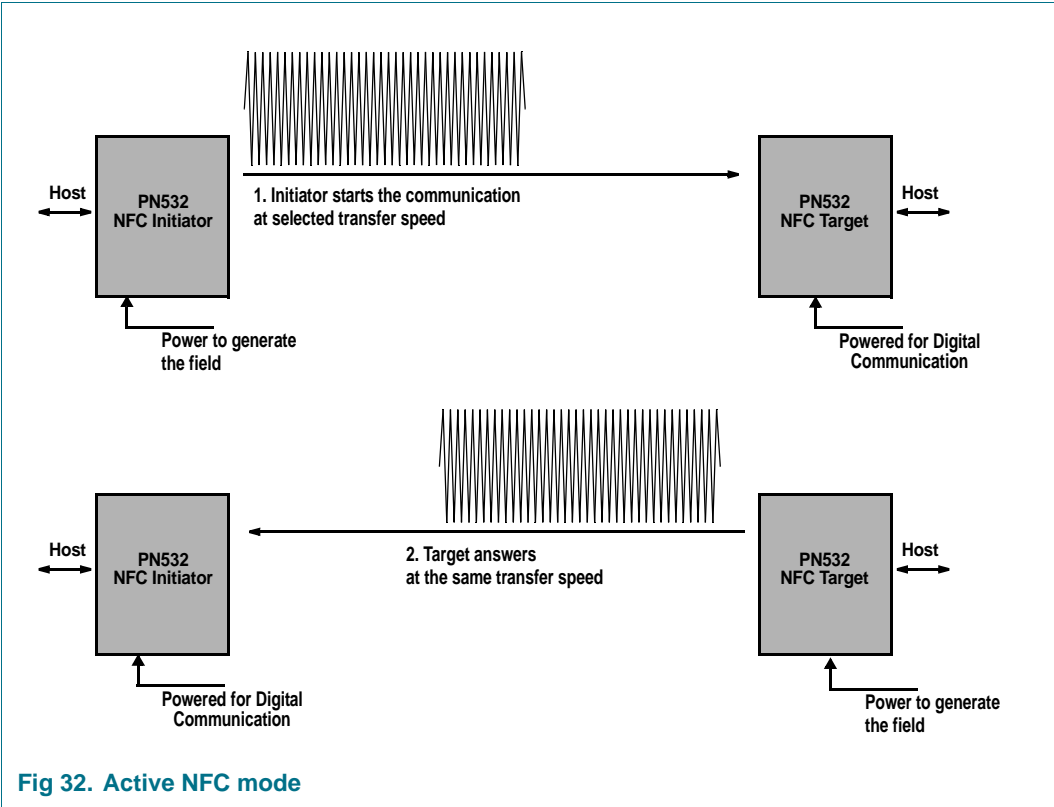 Host
PN532
NFC Initiator
1. Initiator starts the communication
at selected transfer speed
PN532
NFC Target
Host
Power to generate
the field
Powered for Digital
Communication
Host
PN532
NFC Initiator
2. Target answers
at the same transfer speed
PN532
NFC Target
Host
Powered for Digital
Communication
Power to generate
the field
Fig 32. Active NFC mode